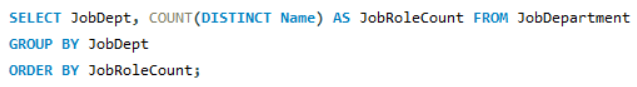 SELECT JobDept, COUNT(DISTINCT Name) AS JobRoleCount FROM JobDepartment
GROUP BY JobDept
ORDER BY JobRoleCount;